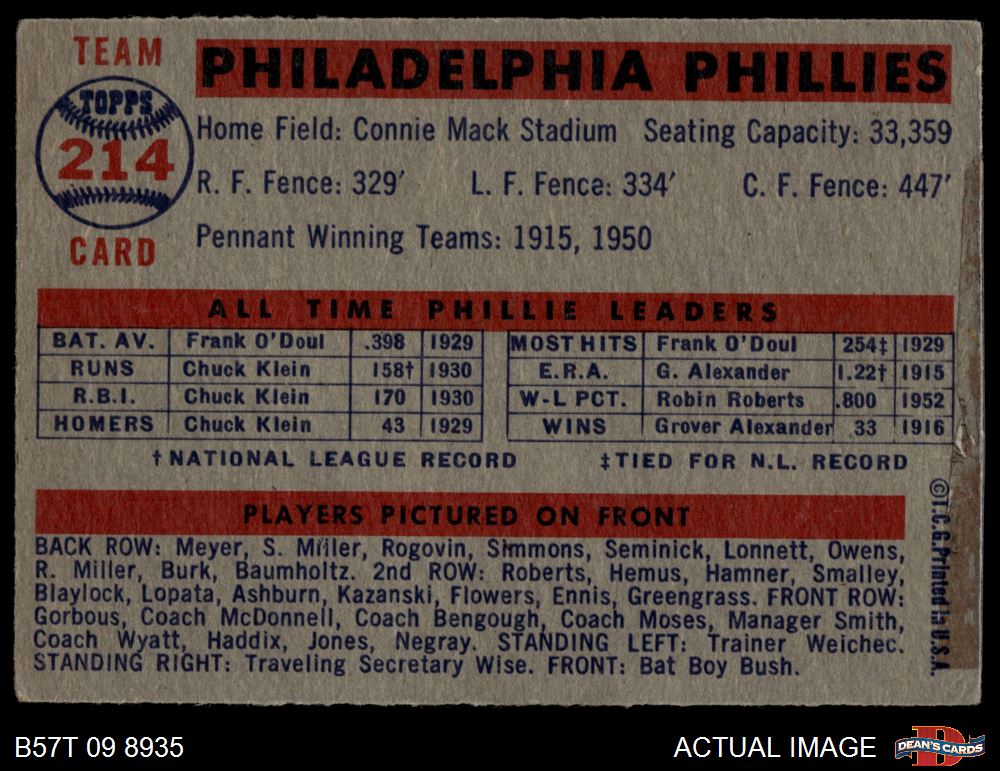 TEAM
TOPPS
214
CARD
PHILADELPHIA PHILLIES
Home Field: Connie Mack Stadium Seating Capacity: 33,359
R. F. Fence: 329′ L. F. Fence: 334′ C. F. Fence: 447′
Pennant Winning Teams: 1915, 1950
ALL TIME PHILLIE LEADERS
BAT. AV. Frank O'Doul .398 1929 MOST HITS Frank O'Doul 254‡ 1929
RUNS Chuck Klein 158† 1930 E.R.A. G. Alexander 1.22† 1915
R.B.I. Chuck Klein 170 1930 W-L PCT. Robin Roberts .800 1952
HOMERS Chuck Klein 43 1929 WINS Grover Alexander 33 1916
†NATIONAL LEAGUE RECORD ‡TIED FOR N.L. RECORD
PLAYERS PICTURED ON FRONT
BACK ROW: Meyer, S. Miller, Rogovin, Simmons, Seminick, Lonnett, Owens,
R. Miller, Burk, Baumholtz. 2nd ROW: Roberts, Hemus, Hamner, Smalley,
Blaylock, Lopata, Ashburn, Kazanski, Flowers, Ennis, Greengrass. FRONT ROW:
Gorbous, Coach McDonnell, Coach Bengough, Coach Moses, Manager Smith,
Coach Wyatt, Haddix, Jones, Negray. STANDING LEFT: Trainer Weichec.
STANDING RIGHT: Traveling Secretary Wise. FRONT: Bat Boy Bush.
©T.C.G. Printed in U.S.A.
B57T 09 8935
ACTUAL IMAGE
DEAN'S CARDS